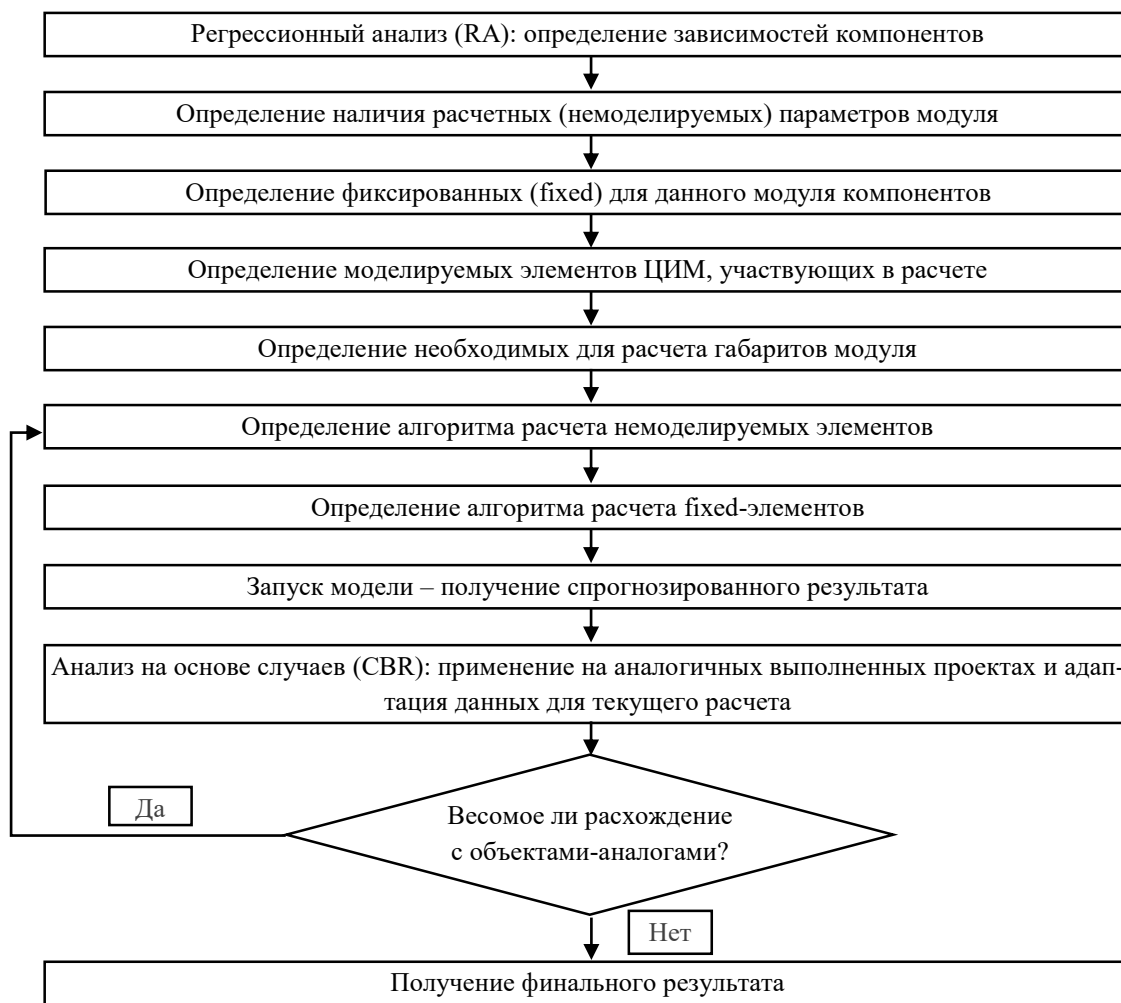 Регрессионный анализ (RA): определение зависимостей компонентов
Определение наличия расчетных (немоделируемых) параметров модуля
Определение фиксированных (fixed) для данного модуля компонентов
Определение моделируемых элементов ЦИМ, участвующих в расчете
Определение необходимых для расчета габаритов модуля
Определение алгоритма расчета немоделируемых элементов
Определение алгоритма расчета fixed-элементов
Запуск модели – получение спрогнозированного результата
Анализ на основе случаев (CBR): применение на аналогичных выполненных проектах и адап-
тация данных для текущего расчета
Да
Весомое ли расхождение
с объектами-аналогами?
Нет
Получение финального результата